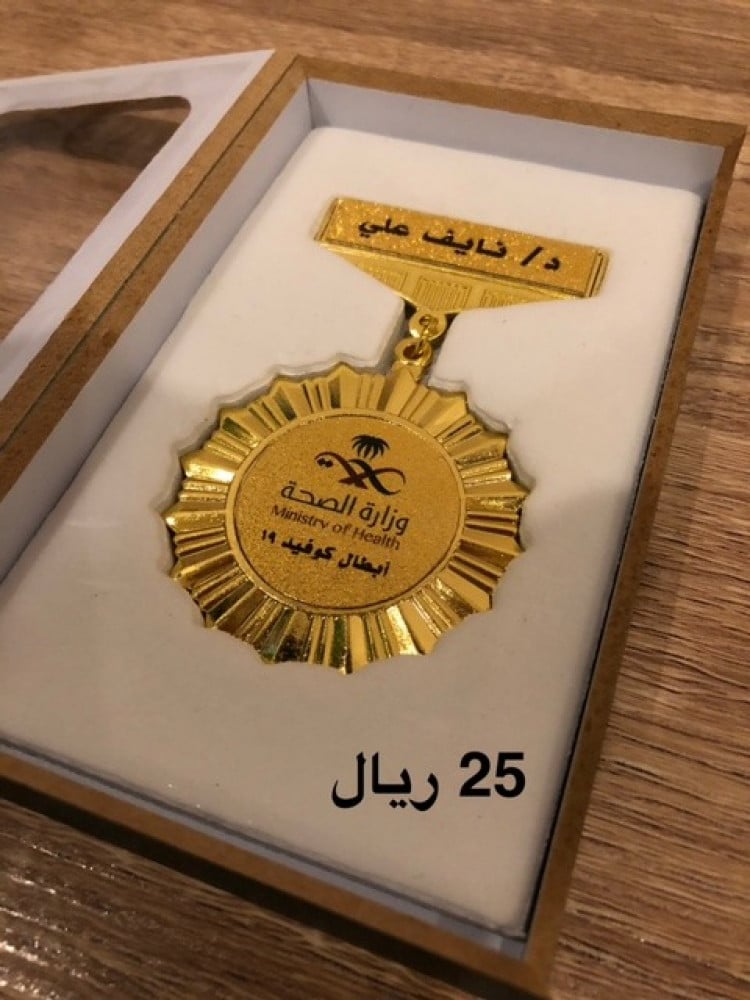 د/ نايف علي
وزارة الصحة
Ministry of Health
أبطال كوفيد ١٩
25 ريال